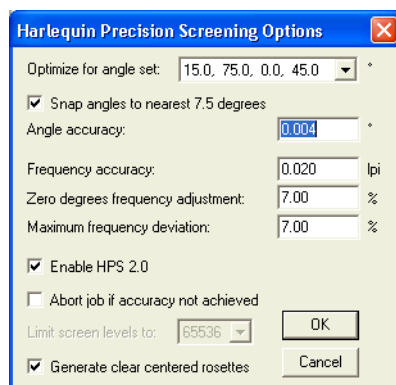 Harlequin Precision Screening Options
Optimize for angle set: 15.0, 75.0, 0.0, 45.0 °
Snap angles to nearest 7.5 degrees
Angle accuracy: 0.004 °
Frequency accuracy: 0.020 lpi
Zero degrees frequency adjustment: 7.00 %
Maximum frequency deviation: 7.00 %
Enable HPS 2.0
Abort job if accuracy not achieved
Limit screen levels to: 65536 OK
Generate clear centered rosettes Cancel